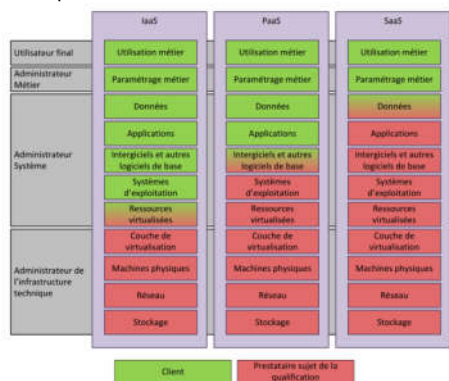 IaaS PaaS SaaS
Utilisateur final Utilisation métier Utilisation métier Utilisation métier
Administrateur
Métier
Paramétrage métier Paramétrage métier Paramétrage métier
Données Données Données
Applications Applications Applications
Administrateur
Système
Intergiciels et autres
logiciels de base
Intergiciels et autres
logiciels de base
Intergiciels et autres
logiciels de base
Systèmes
d'exploitation
Systèmes
d'exploitation
Systèmes
d'exploitation
Ressources
virtualisées
Ressources
virtualisées
Ressources
virtualisées
Couche de
virtualisation
Couche de
virtualisation
Couche de
virtualisation
Administrateur de
l'infrastructure
technique
Machines physiques Machines physiques Machines physiques
Réseau Réseau Réseau
Stockage Stockage Stockage
Client
Prestataire sujet de la
qualification